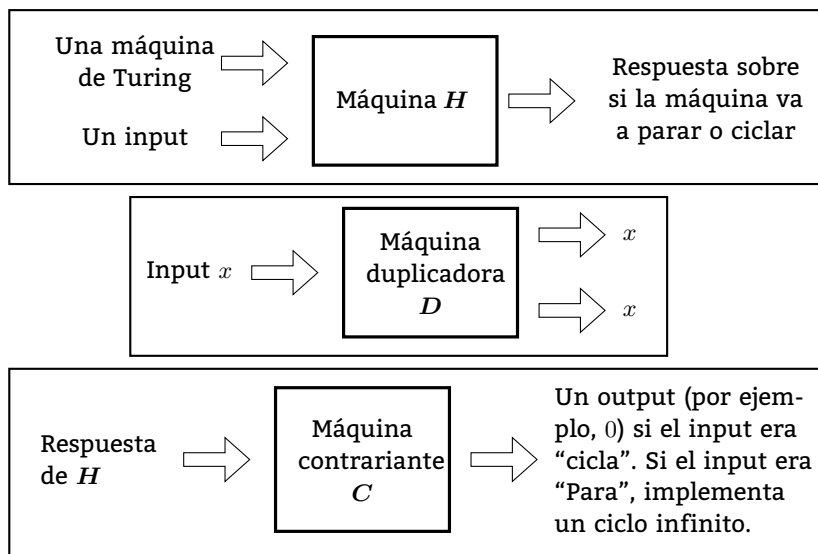 Una máquina
de Turing
Un input
Máquina H
Respuesta sobre
si la máquina va
a parar o ciclar
Input x
Máquina
duplicadora
D
x
x
Respuesta
de H
Máquina
contrariante
C
Un output (por ejem-
plo, 0) si el input era
“cicla”. Si el input era
“Para”, implementa
un ciclo infinito.